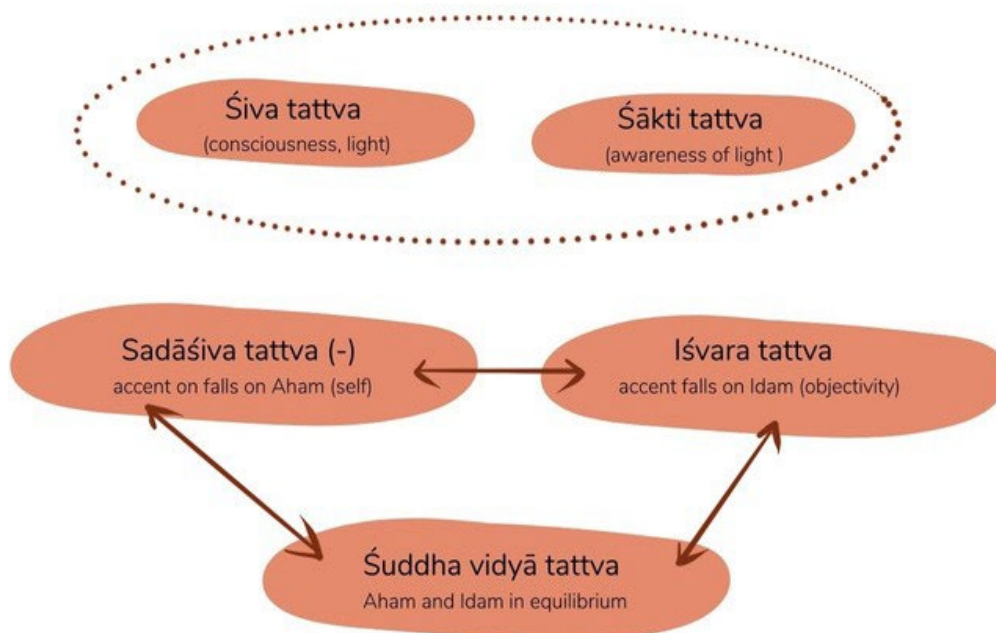 Śiva tattva
(consciousness, light)
Śākti tattva
(awareness of light )
Sadāśiva tattva (-)
accent on falls on Aham (self)
Iśvara tattva
accent falls on Idam (objectivity)
Śuddha vidyā tattva
Aham and Idam in equilibrium